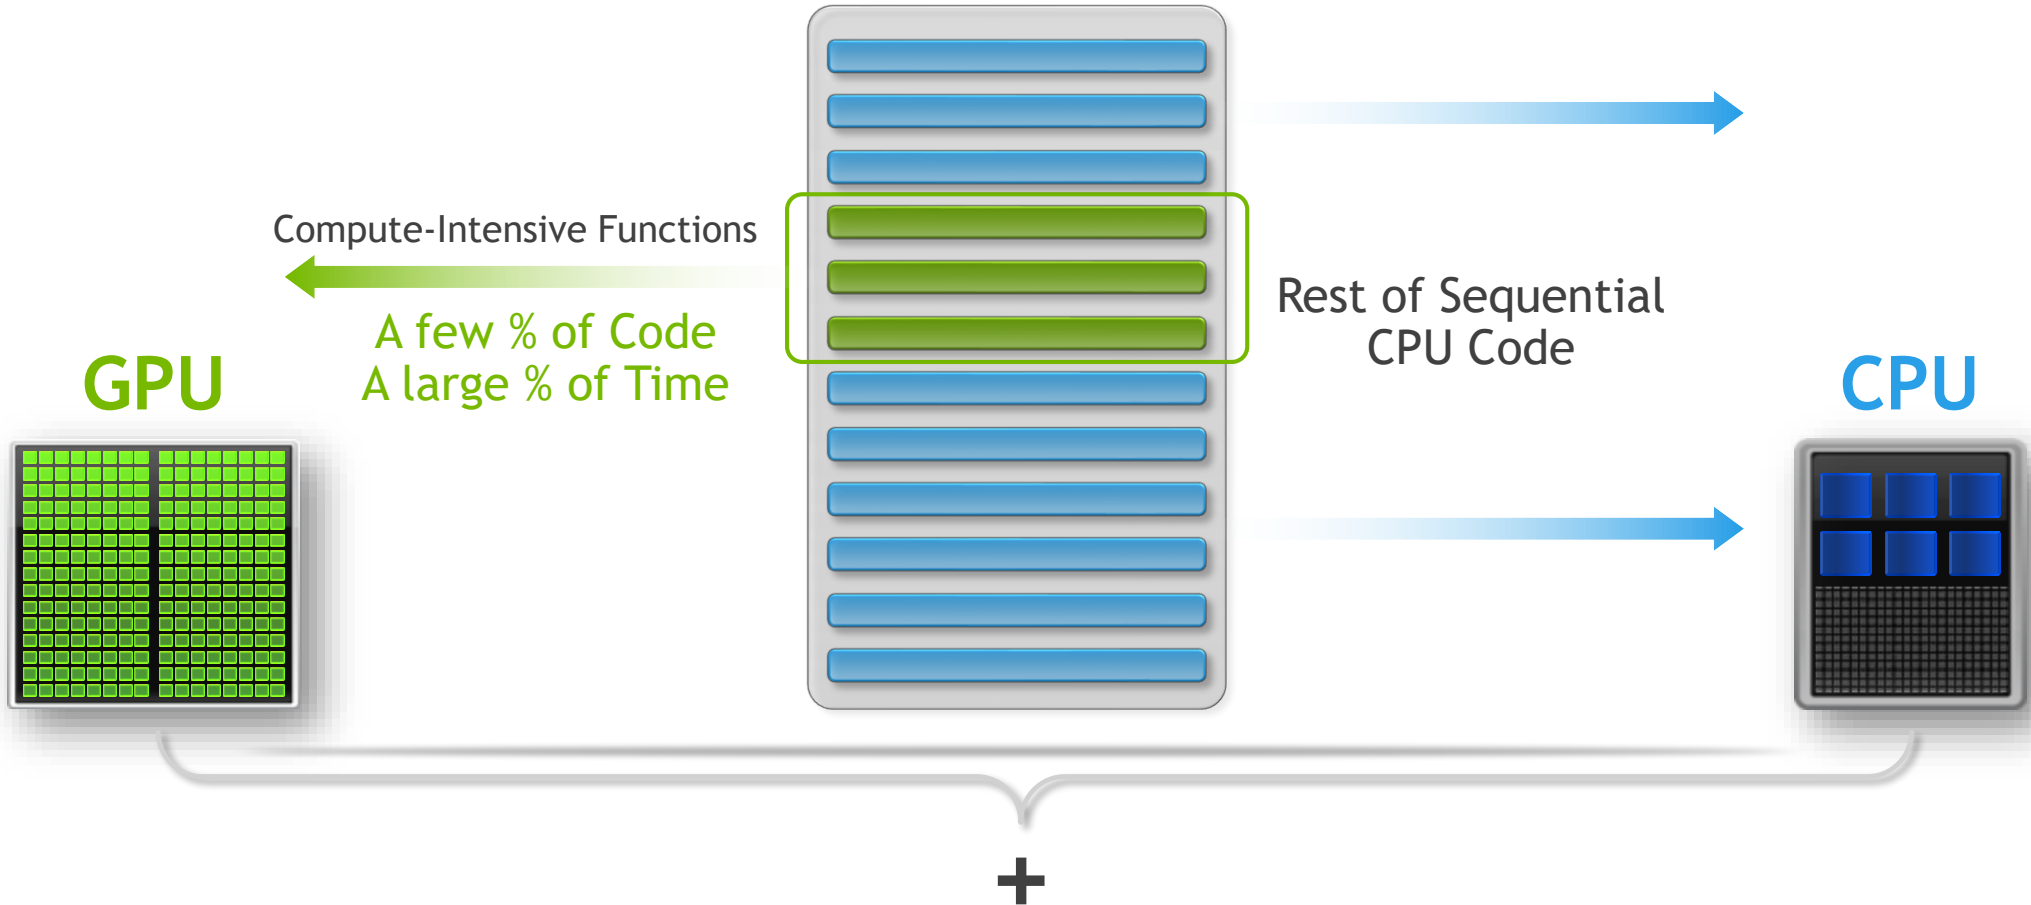 Compute-Intensive Functions
A few % of Code
A large % of Time
GPU
Rest of Sequential
CPU Code
CPU
+